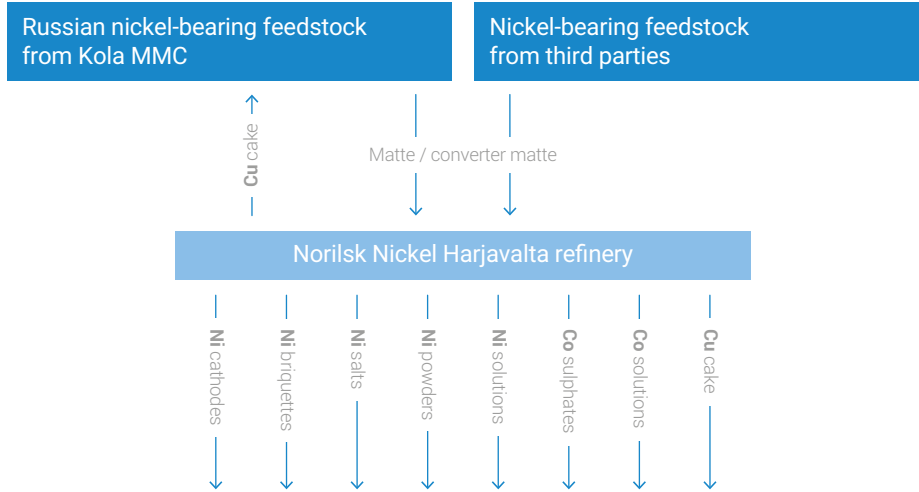 Russian nickel-bearing feedstock
from Kola MMC
Nickel-bearing feedstock
from third parties
Cu cake
Matte / converter matte
Norilsk Nickel Harjavalta refinery
Ni cathodes
Ni briquettes
Ni salts
Ni powders
Ni solutions
Co sulphates
Co solutions
Cu cake